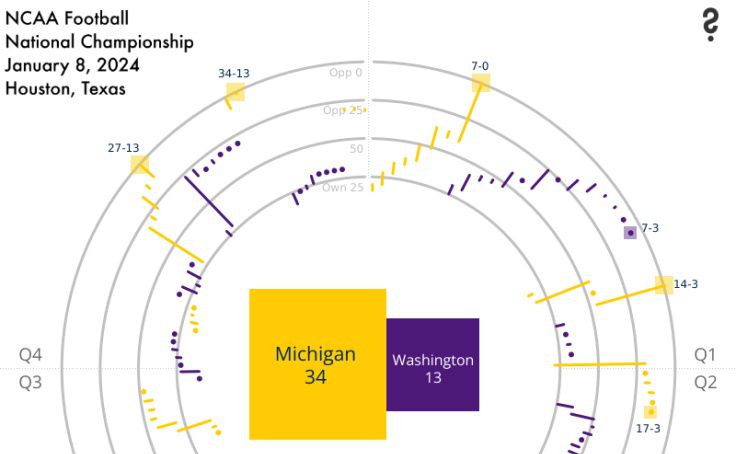 NCAA Football
National Championship
January 8, 2024
Houston, Texas
34-13
7-0
Opp 0
Opp 25
27-13
50
Own 25
7-3
14-3
Q4
Q1
Q3
Q2
Michigan
34
Washington
13
17-3